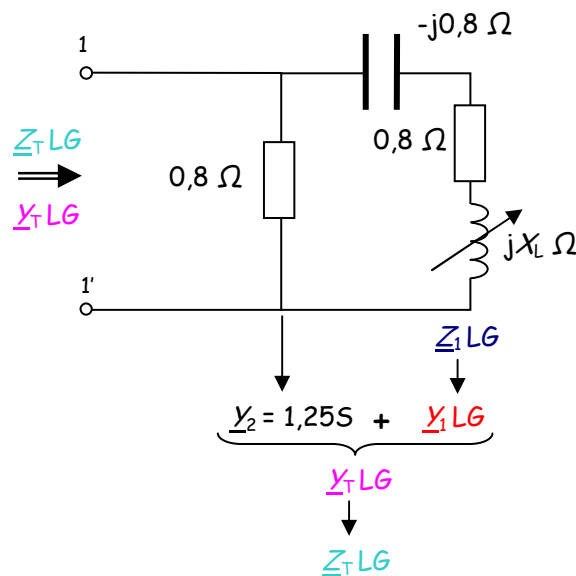 -j0,8 Ω
1
0,8 Ω
Z_T LG
0,8 Ω
Y_T LG
jX_L Ω
1'
Z_1 LG
Y_2 = 1,25S + Y_1 LG
Y_T LG
Z_T LG